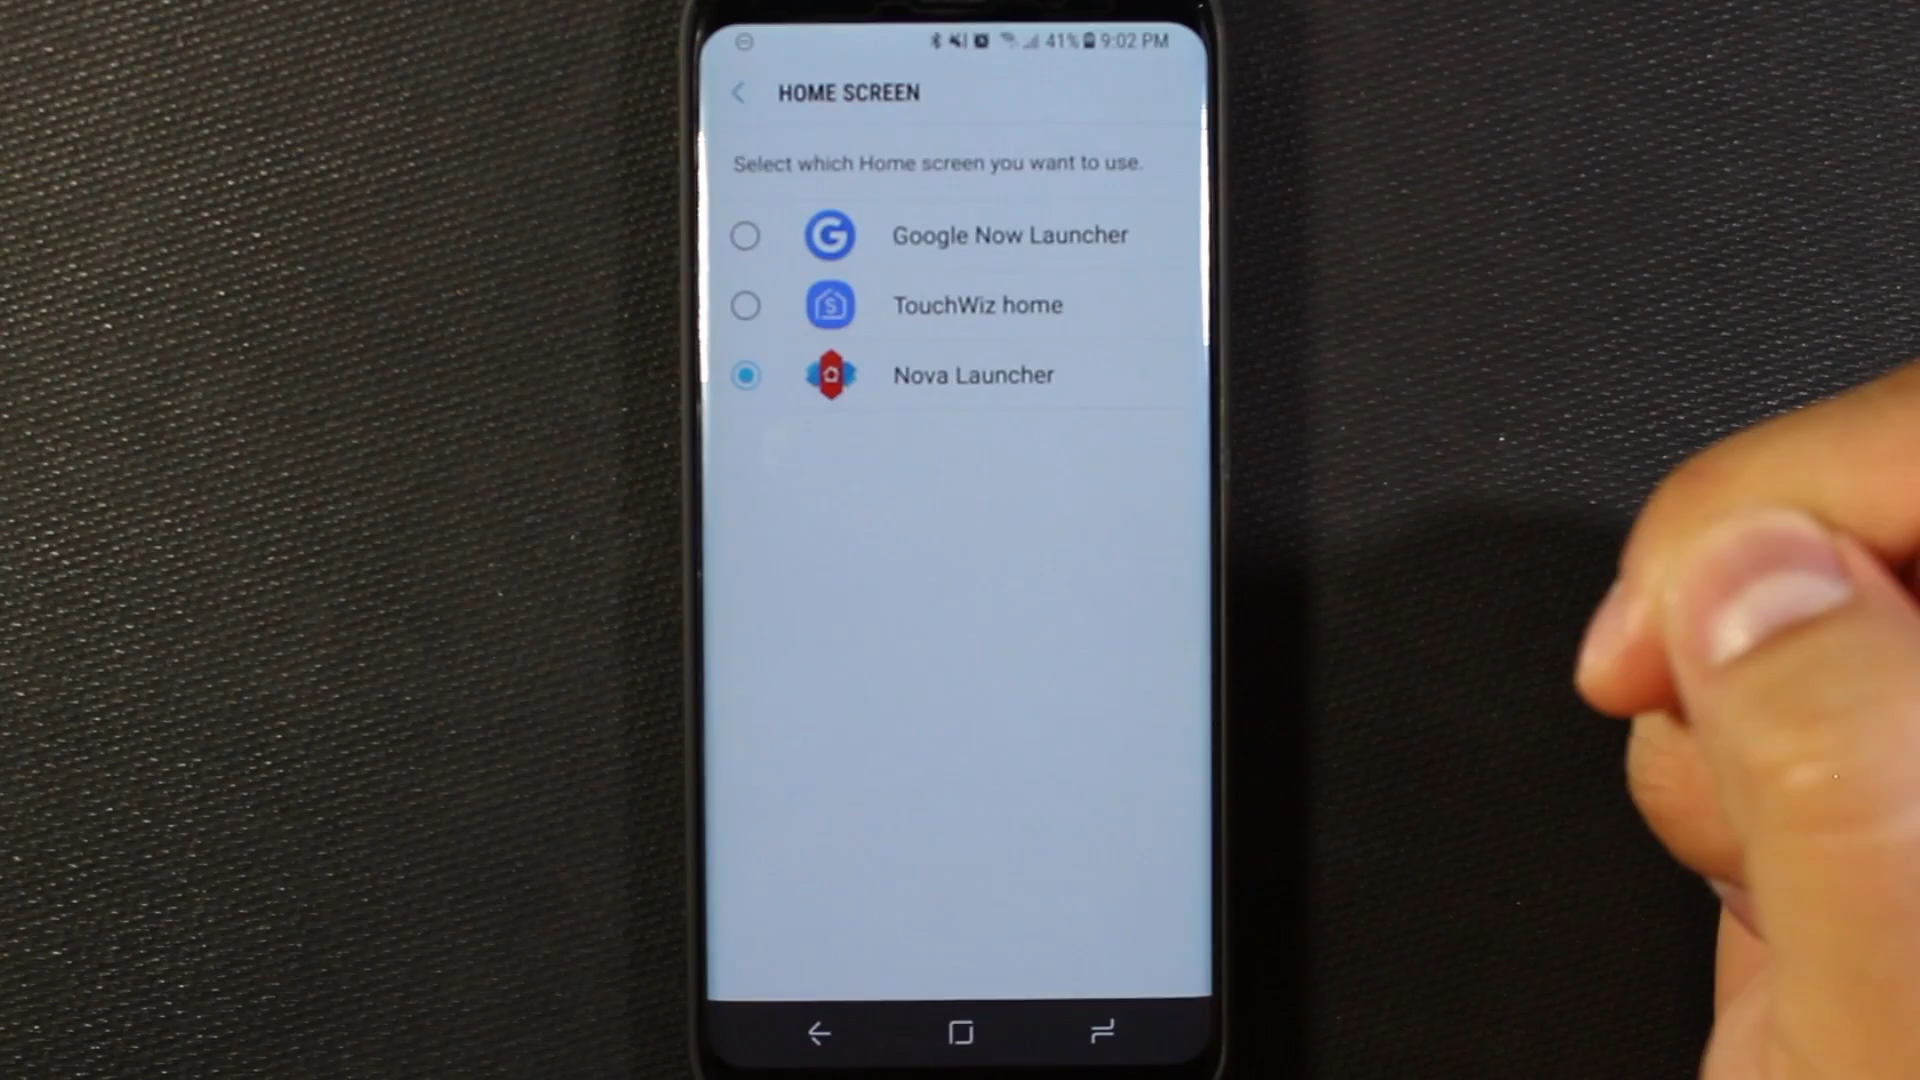 41% 9:02 PM
HOME SCREEN
Select which Home screen you want to use.
G Google Now Launcher
S TouchWiz home
Nova Launcher